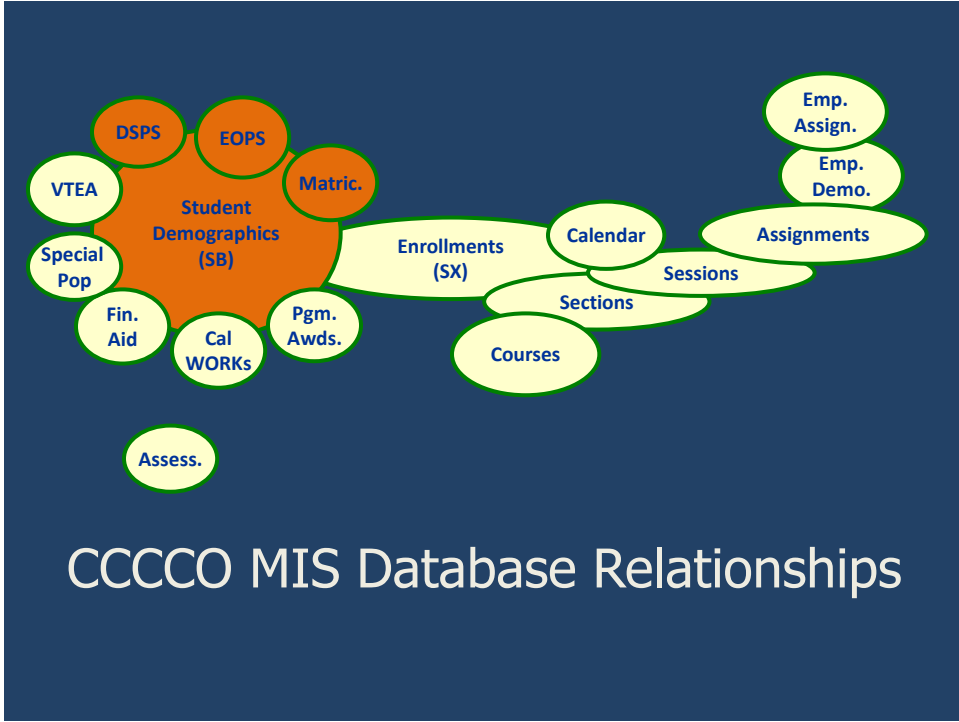 DSPS
EOPS
Matric.
VTEA
Student
Demographics
(SB)
Special
Pop
Fin.
Aid
Cal
WORKs
Pgm.
Awds.
Enrollments
(SX)
Calendar
Sections
Sessions
Courses
Assignments
Emp.
Assign.
Emp.
Demo.
Assess.
CCCCO MIS Database Relationships